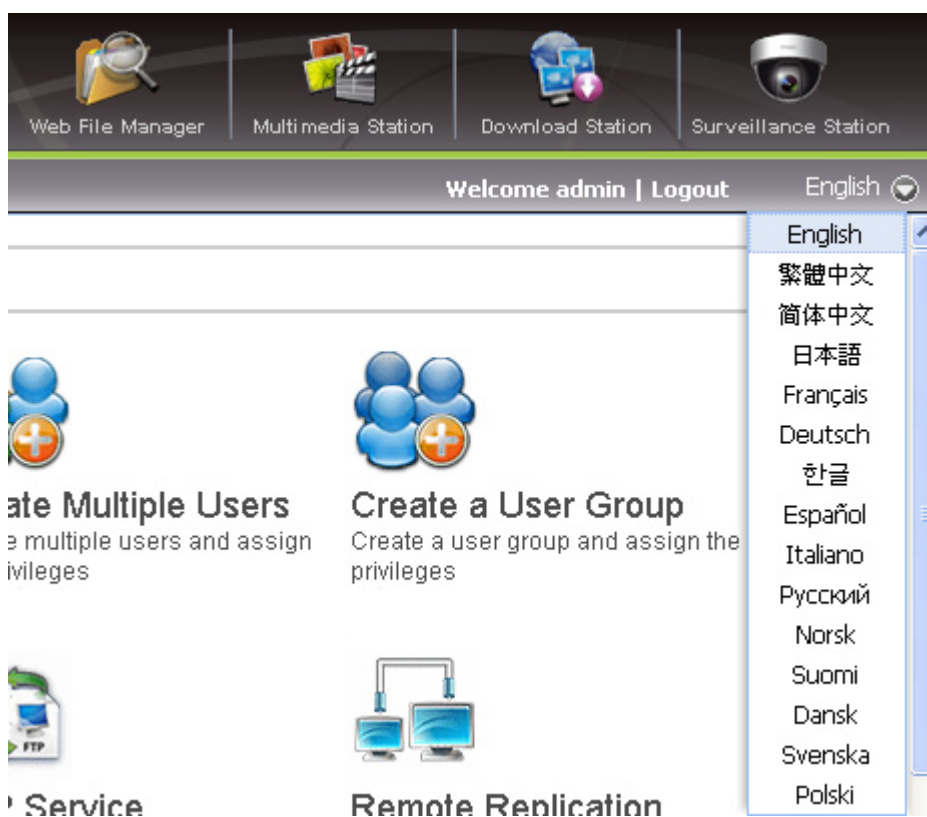 Web File Manager
Multimedia Station
Download Station
Surveillance Station
Welcome admin | Logout
English
English
繁體中文
简体中文
日本語
Français
Deutsch
한글
Español
Italiano
Русский
Norsk
Suomi
Dansk
Svenska
Polski
ate Multiple Users
e multiple users and assign
ivileges
Create a User Group
Create a user group and assign the
privileges
FTP
Service
Remote Replication